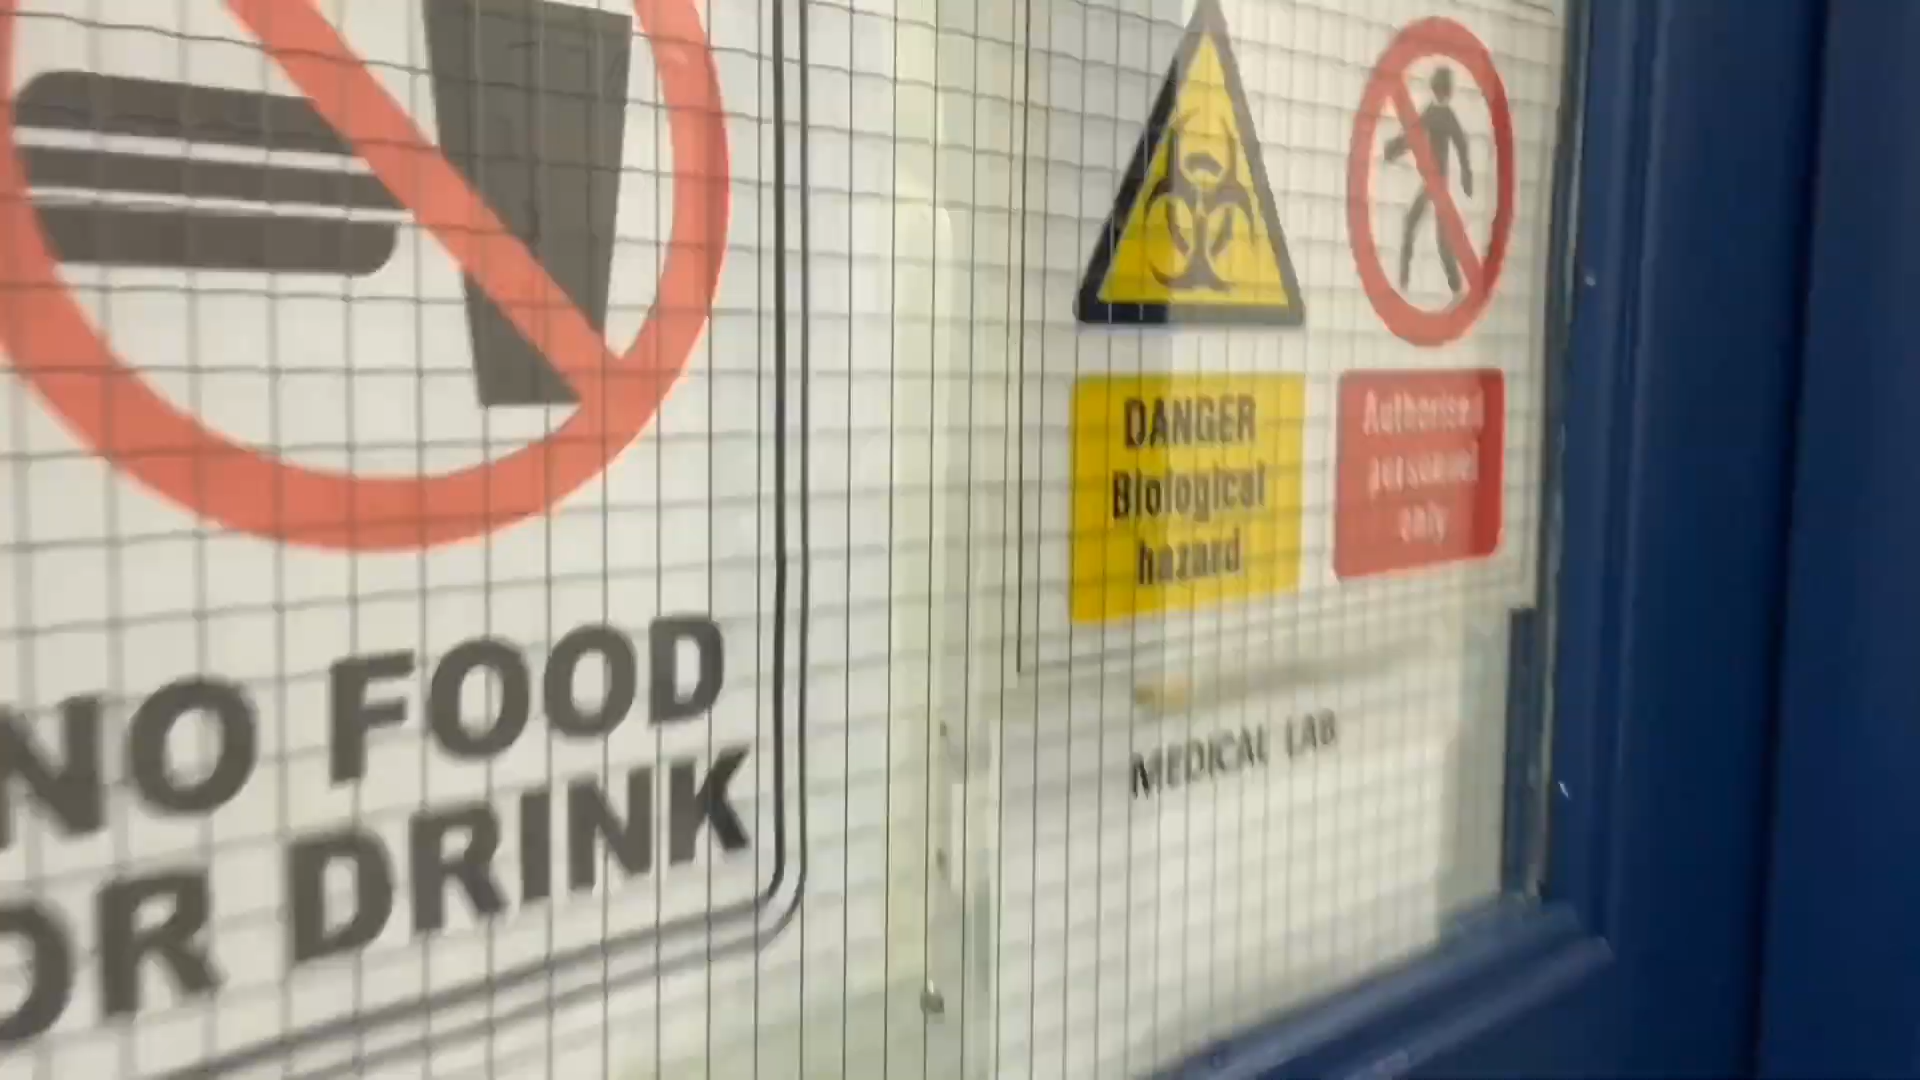 NO FOOD
OR DRINK
DANGER
Biological
hazard
Authorised
personnel
only
MEDICAL LAB